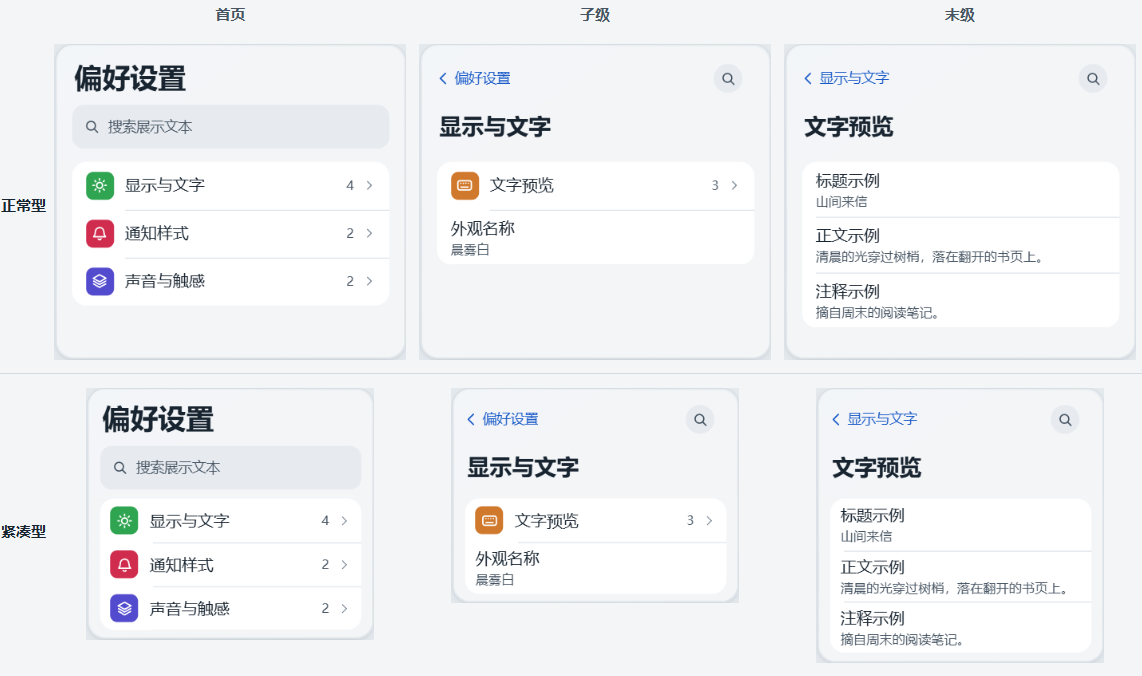 首页
子级
末级
正常型
偏好设置
搜索展示文本
显示与文字 4
通知样式 2
声音与触感 2
偏好设置
显示与文字
文字预览 3
外观名称
晨雾白
显示与文字
文字预览
标题示例
山间来信
正文示例
清晨的光穿过树梢，落在翻开的书页上。
注释示例
摘自周末的阅读笔记。
紧凑型
偏好设置
搜索展示文本
显示与文字 4
通知样式 2
声音与触感 2
偏好设置
显示与文字
文字预览 3
外观名称
晨雾白
显示与文字
文字预览
标题示例
山间来信
正文示例
清晨的光穿过树梢，落在翻开的书页上。
注释示例
摘自周末的阅读笔记。